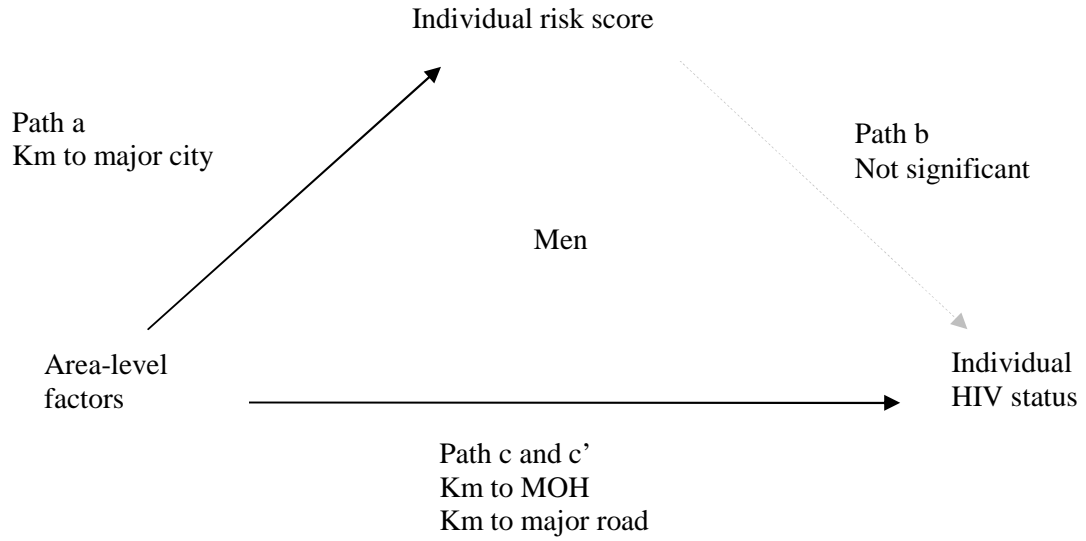 Individual risk score
Path a
Km to major city
Path b
Not significant
Men
Area-level
factors
Individual
HIV status
Path c and c’
Km to MOH
Km to major road